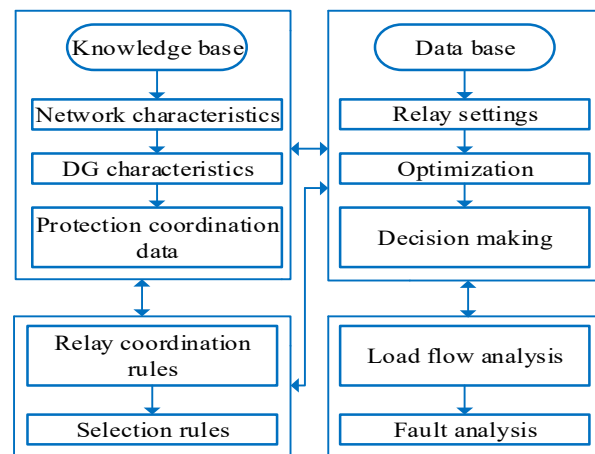 Knowledge base
Network characteristics
DG characteristics
Protection coordination
data
Relay coordination
rules
Selection rules
Data base
Relay settings
Optimization
Decision making
Load flow analysis
Fault analysis